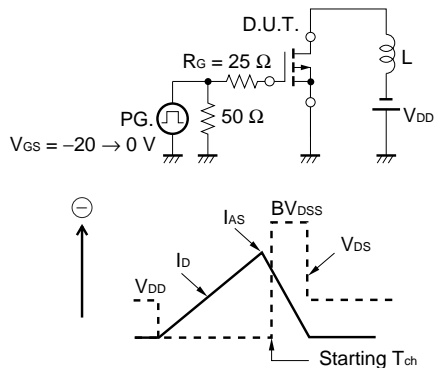 D.U.T.
RG = 25 Ω
L
PG.
50 Ω
VDD
VGS = −20 → 0 V
⊖
IAS
BVDSS
ID
VDS
VDD
Starting Tch